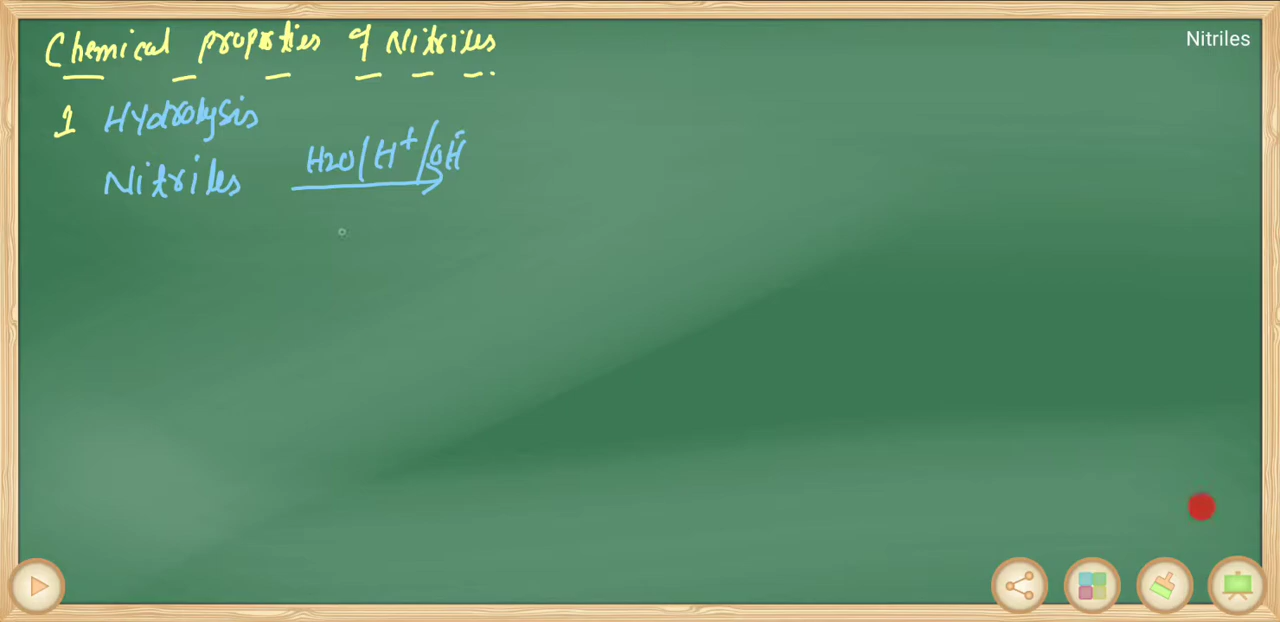 Chemical properties of Nitriles
Nitriles
1 Hydrolysis
Nitriles H2O/H+/OH-